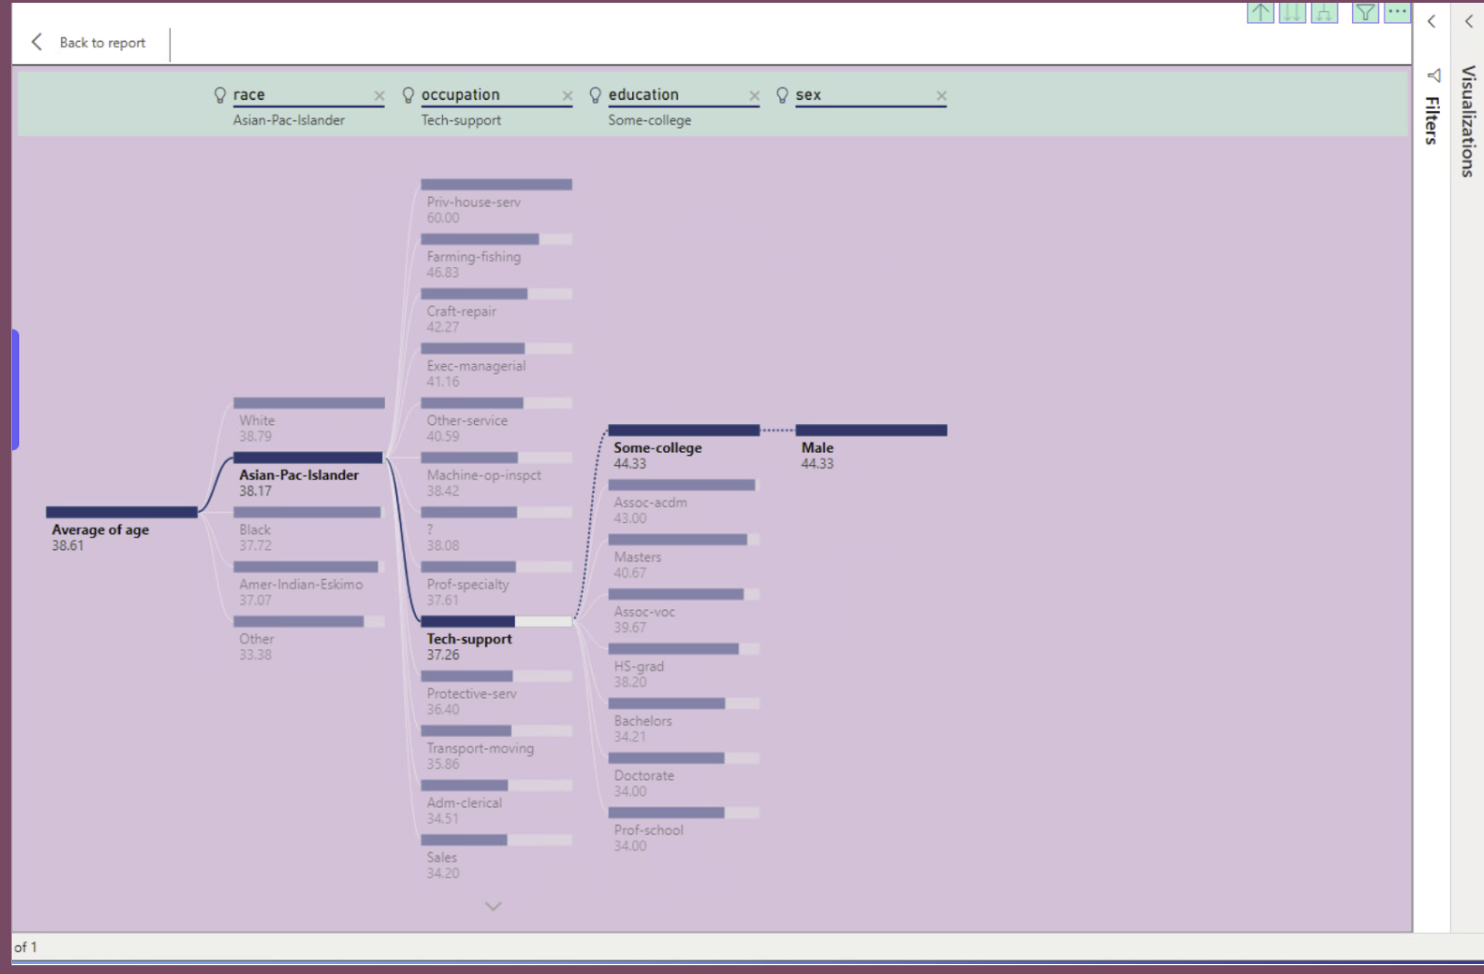 Back to report
race
Asian-Pac-Islander
occupation
Tech-support
education
Some-college
sex
Filters
Visualizations
Average of age
38.61
White
38.79
Asian-Pac-Islander
38.17
Black
37.72
Amer-Indian-Eskimo
37.07
Other
33.38
Priv-house-serv
60.00
Farming-fishing
46.83
Craft-repair
42.27
Exec-managerial
41.16
Other-service
40.59
Machine-op-inspct
38.42
?
38.08
Prof-specialty
37.61
Tech-support
37.26
Protective-serv
36.40
Transport-moving
35.86
Adm-clerical
34.51
Sales
34.20
Some-college
44.33
Assoc-acdm
43.00
Masters
40.67
Assoc-voc
39.67
HS-grad
38.20
Bachelors
34.21
Doctorate
34.00
Prof-school
34.00
Male
44.33
of 1